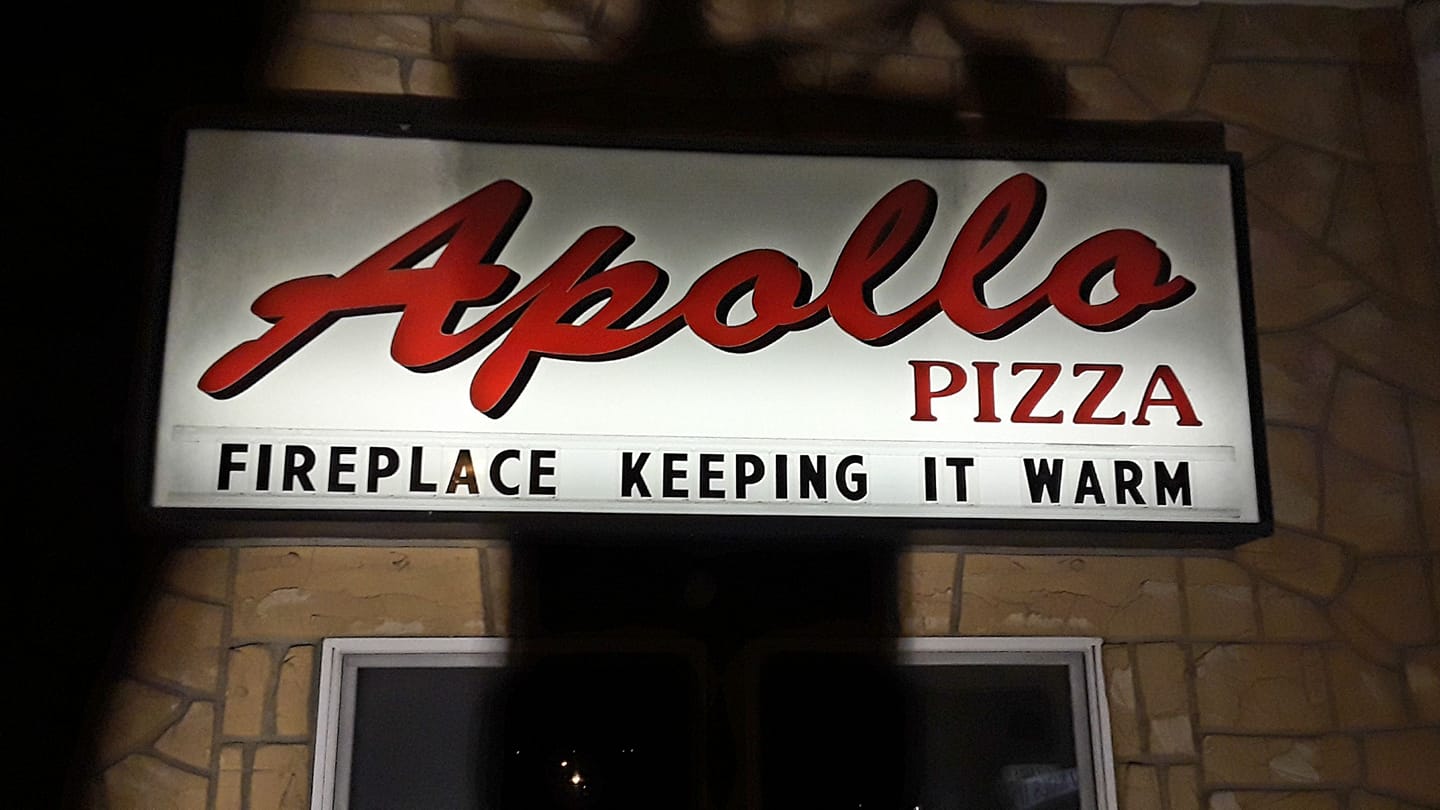 Apollo
PIZZA
FIREPLACE KEEPING IT WARM